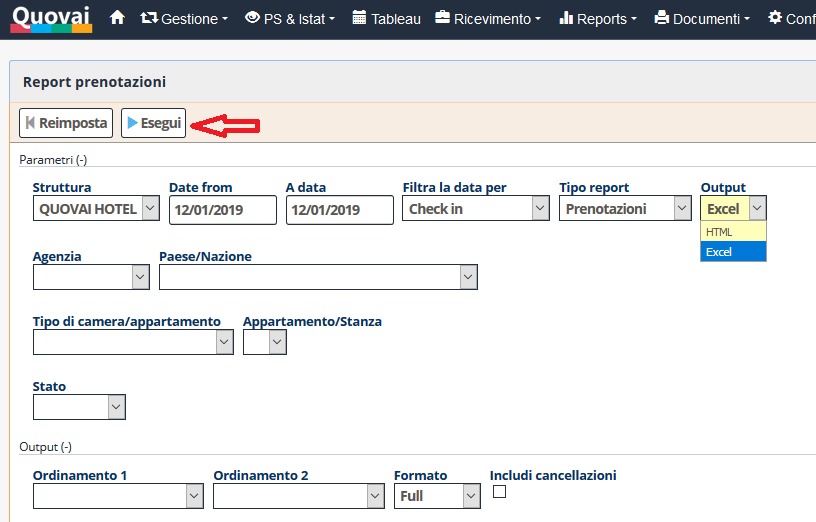 Quovai Gestione PS & Istat Tableau Ricevimento Reports Documenti Conf
Report prenotazioni
Reimposta Esegui
Parametri (-)
Struttura Date from A data Filtra la data per Tipo report Output
QUOVAI HOTEL 12/01/2019 12/01/2019 Check in Prenotazioni Excel
HTML
Excel
Agenzia Paese/Nazione
Tipo di camera/appartamento Appartamento/Stanza
Stato
Output (-)
Ordinamento 1 Ordinamento 2 Formato Includi cancellazioni
Full